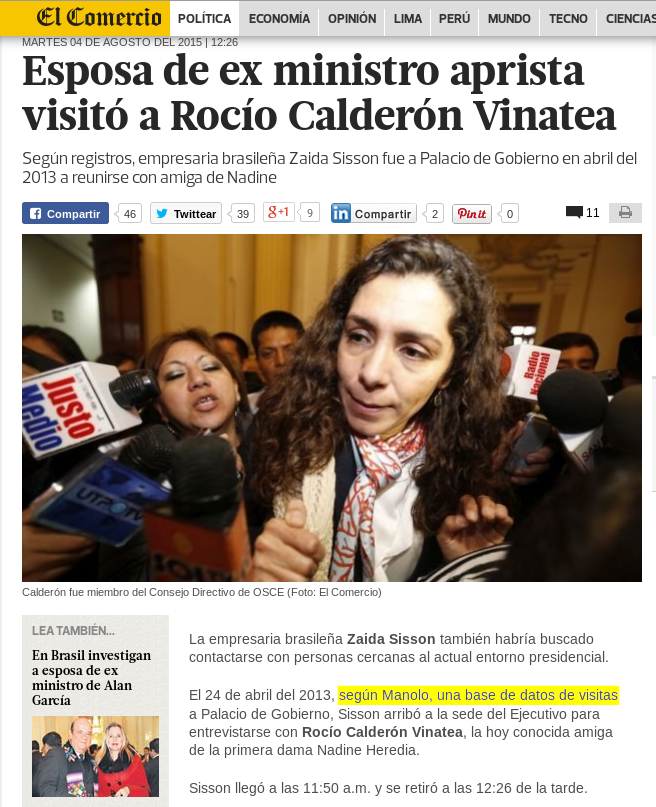 El Comercio
POLÍTICA ECONOMÍA OPINIÓN LIMA PERÚ MUNDO TECNO CIENCIAS
MARTES 04 DE AGOSTO DEL 2015 | 12:26
Esposa de ex ministro aprista
visitó a Rocío Calderón Vinatea
Según registros, empresaria brasileña Zaida Sisson fue a Palacio de Gobierno en abril del
2013 a reunirse con amiga de Nadine
Compartir 46 Twittear 39 g+1 9 in Compartir 2 Pin it 0 11
Justo
Medio
UTPOTV
Radio
Nacional
Calderón fue miembro del Consejo Directivo de OSCE (Foto: El Comercio)
LEA TAMBIÉN...
En Brasil investigan
a esposa de ex
ministro de Alan
García
La empresaria brasileña Zaida Sisson también habría buscado
contactarse con personas cercanas al actual entorno presidencial.
El 24 de abril del 2013, según Manolo, una base de datos de visitas
a Palacio de Gobierno, Sisson arribó a la sede del Ejecutivo para
entrevistarse con Rocío Calderón Vinatea, la hoy conocida amiga
de la primera dama Nadine Heredia.
Sisson llegó a las 11:50 a.m. y se retiró a las 12:26 de la tarde.